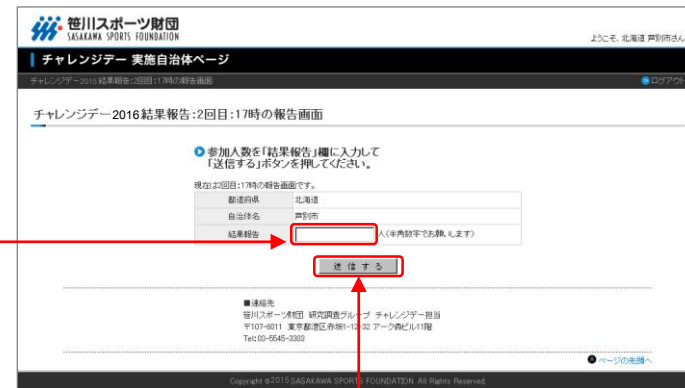 笹川スポーツ財団
SASAKAWA SPORTS FOUNDATION
ようこそ、北海道 芦別市さん
チャレンジデー 実施自治体ページ
チャレンジデー2015 結果報告:2回目:17時の報告画面
ログアウト
チャレンジデー2016結果報告:2回目:17時の報告画面
参加人数を「結果報告」欄に入力して
「送信する」ボタンを押してください。
現在は2回目:17時の報告画面です。
都道府県 北海道
自治体名 芦別市
結果報告 人(半角数字でお願いします)
送信する
■連絡先
笹川スポーツ財団 研究調査グループ チャレンジデー担当
〒107-6011 東京都港区赤坂1-12-32 アーク森ビル11階
Tel:03-5545-3303
ページの先頭へ
Copyright ©2015 SASAKAWA SPORTS FOUNDATION. All Rights Reserved.